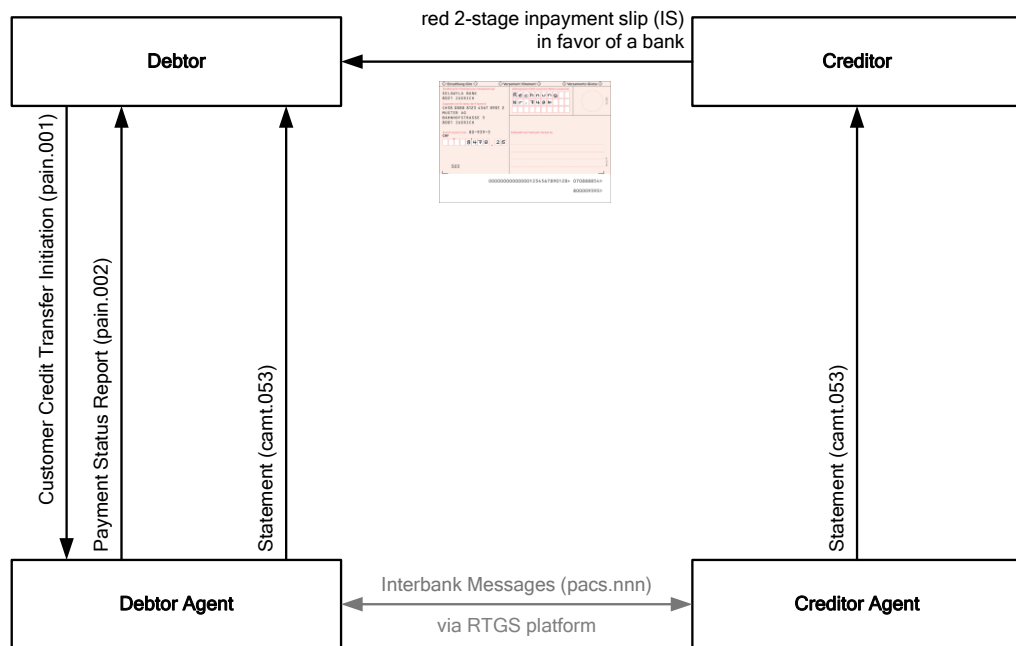 red 2-stage inpayment slip (IS)
in favor of a bank
Debtor
Creditor
Customer Credit Transfer Initiation (pain.001)
Payment Status Report (pain.002)
Statement (camt.053)
Statement (camt.053)
Debtor Agent
Interbank Messages (pacs.nnn)
via RTGS platform
Creditor Agent